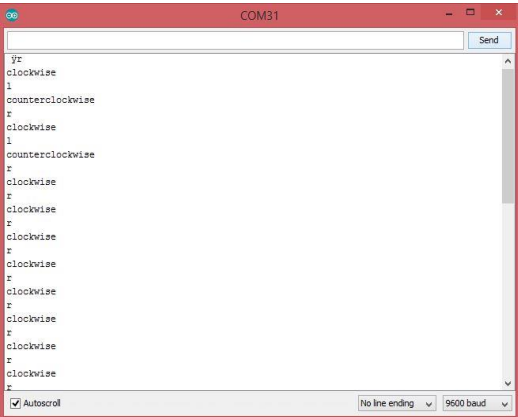 COM31
Send
ÿr
clockwise
l
counterclockwise
r
clockwise
l
counterclockwise
r
clockwise
r
clockwise
r
clockwise
r
clockwise
r
clockwise
r
clockwise
r
clockwise
r
clockwise
r
Autoscroll
No line ending
9600 baud